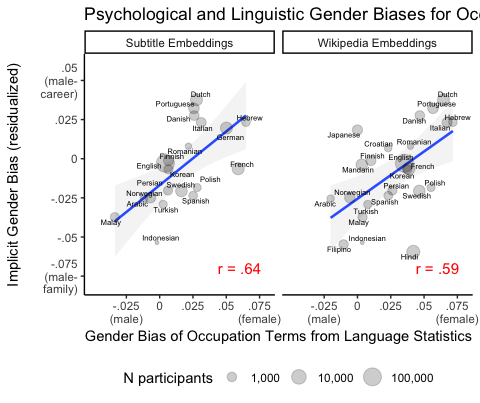 Psychological and Linguistic Gender Biases for Occ
Subtitle Embeddings
Wikipedia Embeddings
Implicit Gender Bias (residualized)
.05
(male-
career)
.025
0
-.025
-.05
-.075
(male-
family)
Dutch
Portuguese
Danish
Italian
Hebrew
German
Romanian
Finnish
English
French
Korean
Persian
Swedish
Polish
Norwegian
Arabic
Spanish
Turkish
Malay
Indonesian
r = .64
Dutch
Portuguese
Danish
Hebrew
Italian
Japanese
Croatian
Romanian
Finnish
English
Mandarin
French
Korean
Persian
Polish
Norwegian
Swedish
Arabic
Spanish
Turkish
Malay
Indonesian
Filipino
Hindi
r = .59
-.025
(male)
0
.025
.05
.075
(female)
-.025
(male)
0
.025
.05
.075
(female)
Gender Bias of Occupation Terms from Language Statistics
N participants
1,000
10,000
100,000